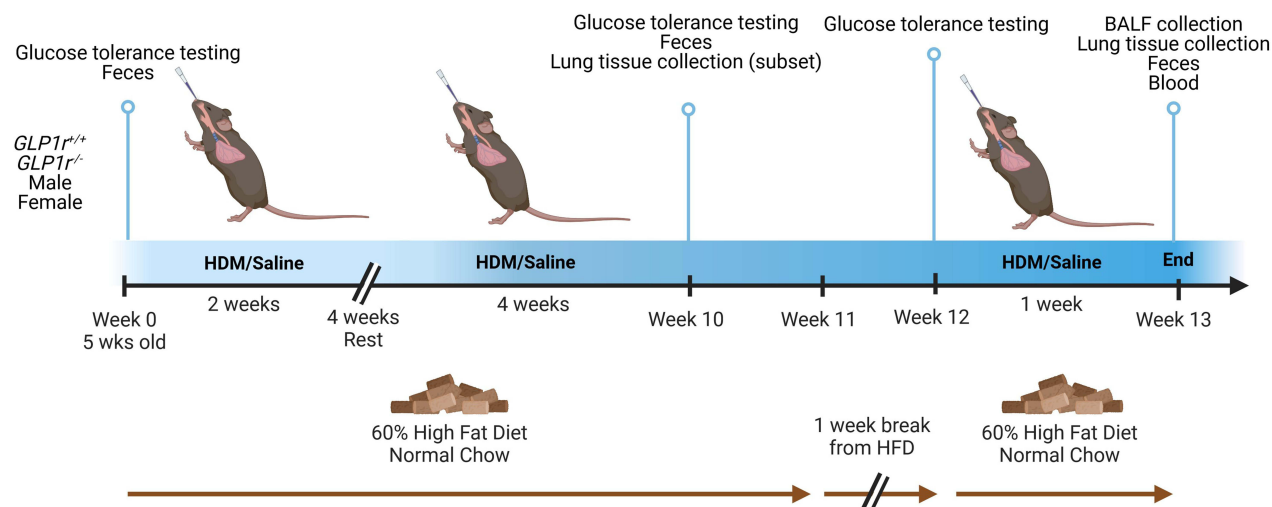 Glucose tolerance testing
Feces
Glucose tolerance testing
Feces
Lung tissue collection (subset)
Glucose tolerance testing
BALF collection
Lung tissue collection
Feces
Blood
GLP1r+/+
GLP1r/-
Male
Female
HDM/Saline
HDM/Saline
HDM/Saline
End
2 weeks
4 weeks
Rest
4 weeks
1 week
Week 0
5 wks old
Week 10
Week 11
Week 12
Week 13
60% High Fat Diet
Normal Chow
1 week break
from HFD
60% High Fat Diet
Normal Chow